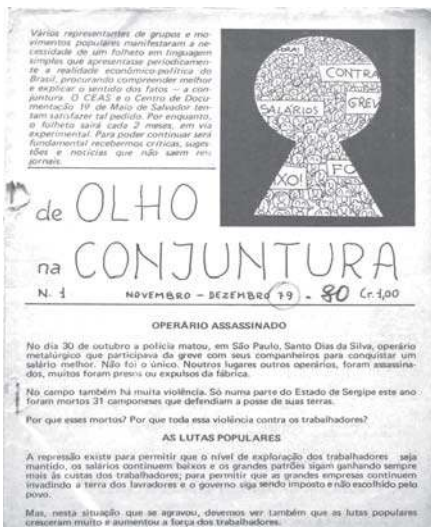 Vários representantes de grupos e mo-
vimentos populares manifestaram a ne-
cessidade de um folheto em linguagem
simples que apresentasse periodicamen-
te a realidade econômico-política do
Brasil, procurando compreender melhor
e explicar o sentido dos fatos — a con-
juntura. O CEAS e o Centro de Docu-
mentação 19 de Maio de Salvador ten-
tam satisfazer tal pedido. Por enquanto,
o folheto sairá cada 2 meses, em via
experimental. Para poder continuar será
fundamental recebermos críticas, suges-
tões e notícias que não saem nos
jornais.
FORA!
CONTRA
SALÁRIOS
GREV
XO!
FO
de OLHO
na CONJUNTURA
N. 1 NOVEMBRO - DEZEMBRO 79 - 80 Cr. 1,00
OPERÁRIO ASSASSINADO
No dia 30 de outubro a polícia matou, em São Paulo, Santo Dias da Silva, operário
metalúrgico que participava da greve com seus companheiros para conquistar um
salário melhor. Não foi o único. Noutros lugares outros operários, foram assassina-
dos, muitos foram presos ou expulsos da fábrica.
No campo também há muita violência. Só numa parte do Estado de Sergipe este ano
foram mortos 31 camponeses que defendiam a posse de suas terras.
Por que esses mortos? Por que toda essa violência contra os trabalhadores?
AS LUTAS POPULARES
A repressão existe para permitir que o nível de exploração dos trabalhadores seja
mantido, os salários continuem baixos e os grandes patrões sigam ganhando sempre
mais às custas dos trabalhadores; para permitir que as grandes empresas continuem
invadindo a terra dos lavradores e o governo siga sendo imposto e não escolhido pelo
povo.
Mas, nesta situação que se agravou, devemos ver também que as lutas populares
cresceram muito e aumentou a força dos trabalhadores.